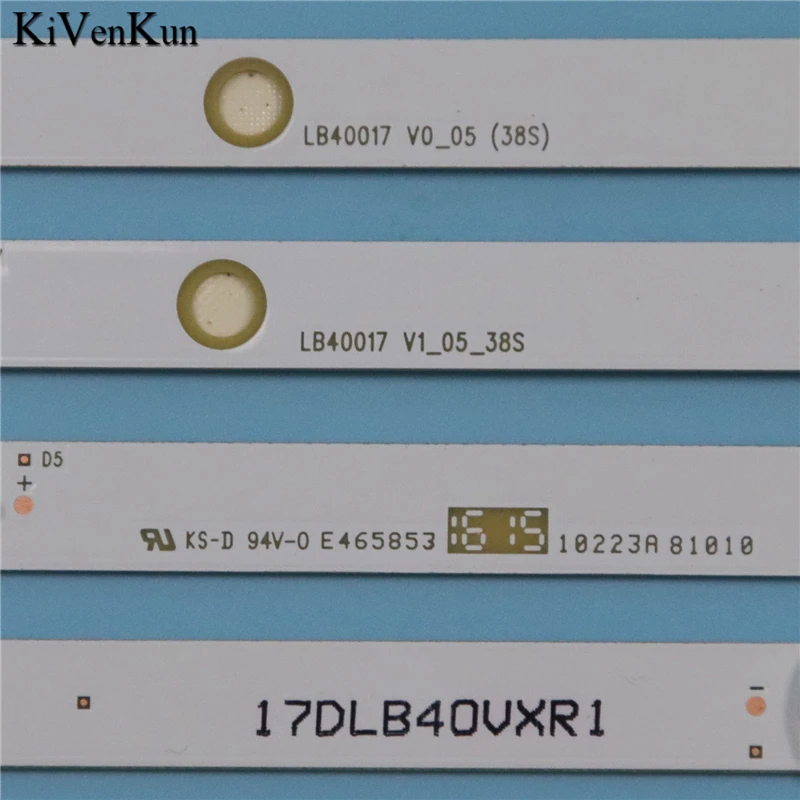 KiVenKun
LB40017 V0_05 (38S)
LB40017 V1_05_38S
D5
+
KS-D 94V-0 E465853 1615 10223A 81010
-
17DLB40VXR1